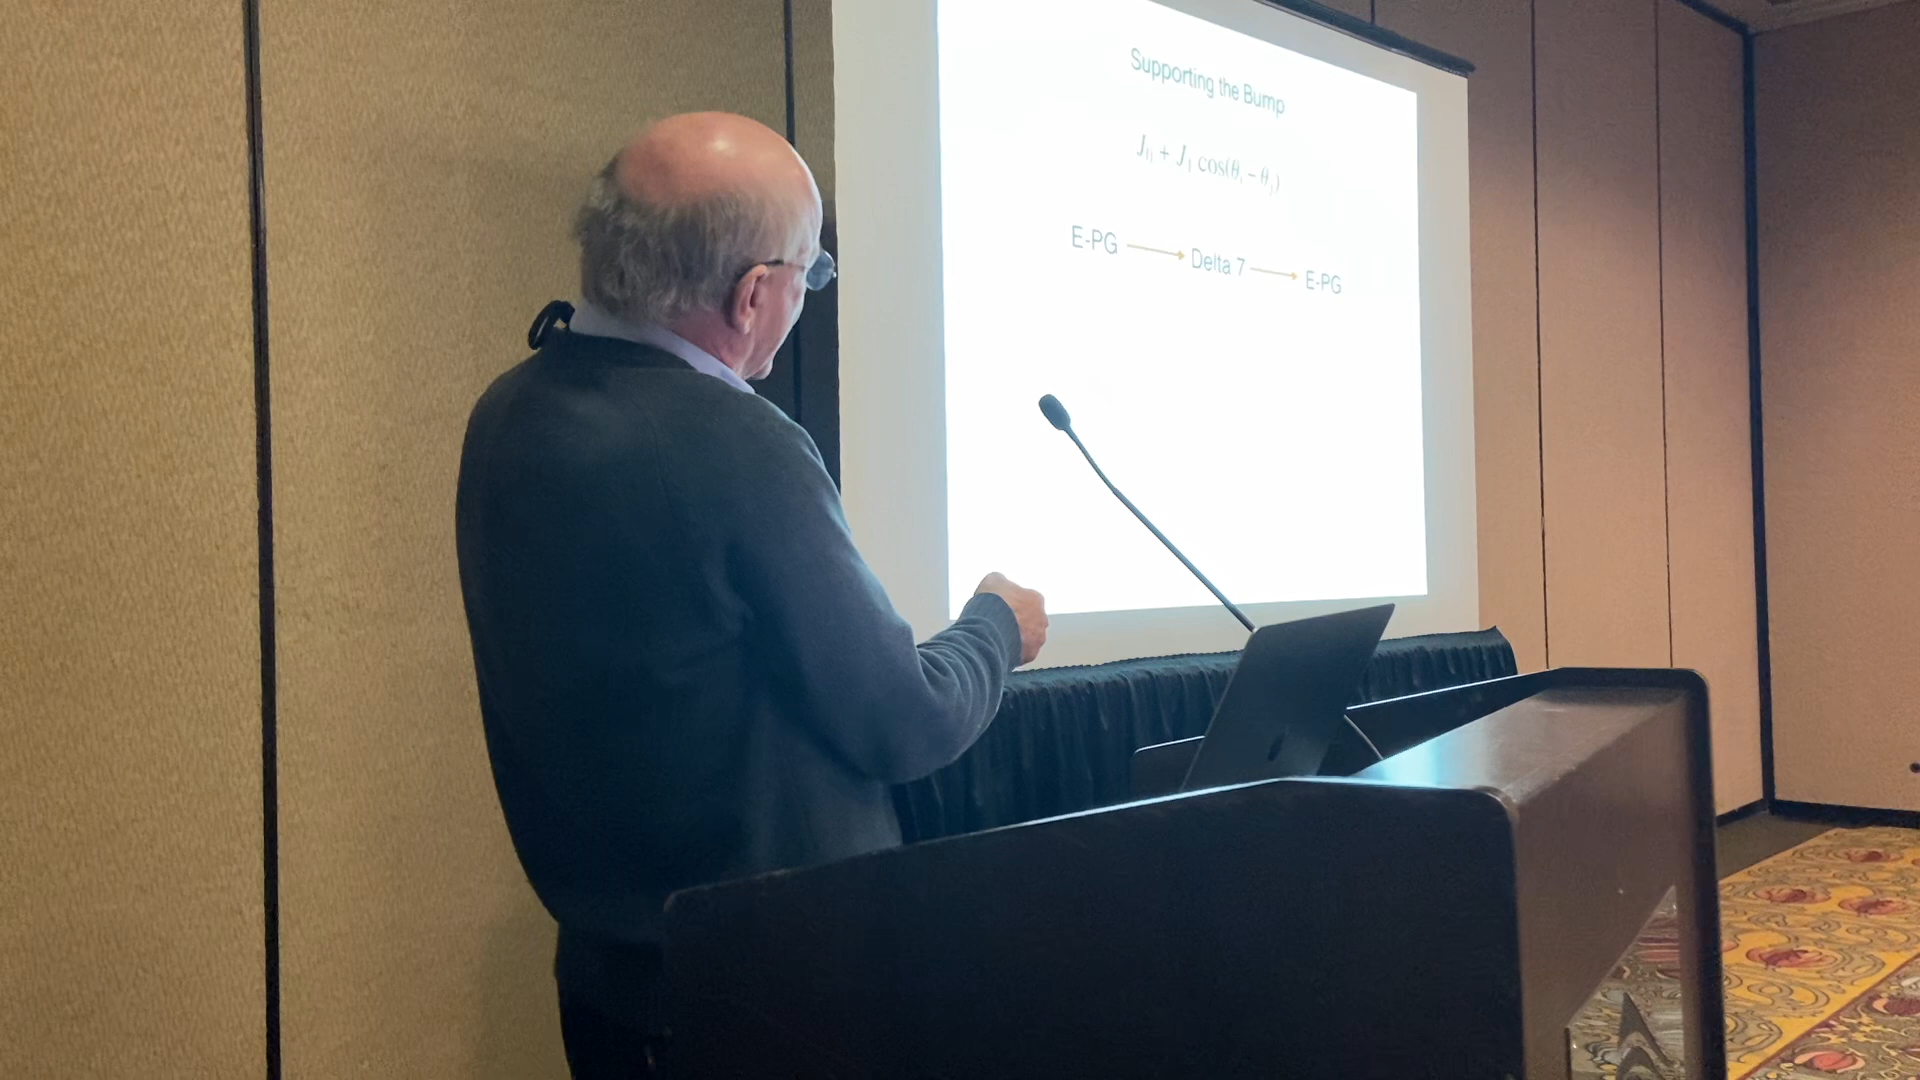 Supporting the Bump
J₀ + J₁ cos(θᵢ – θⱼ)
E-PG → Delta 7 → E-PG